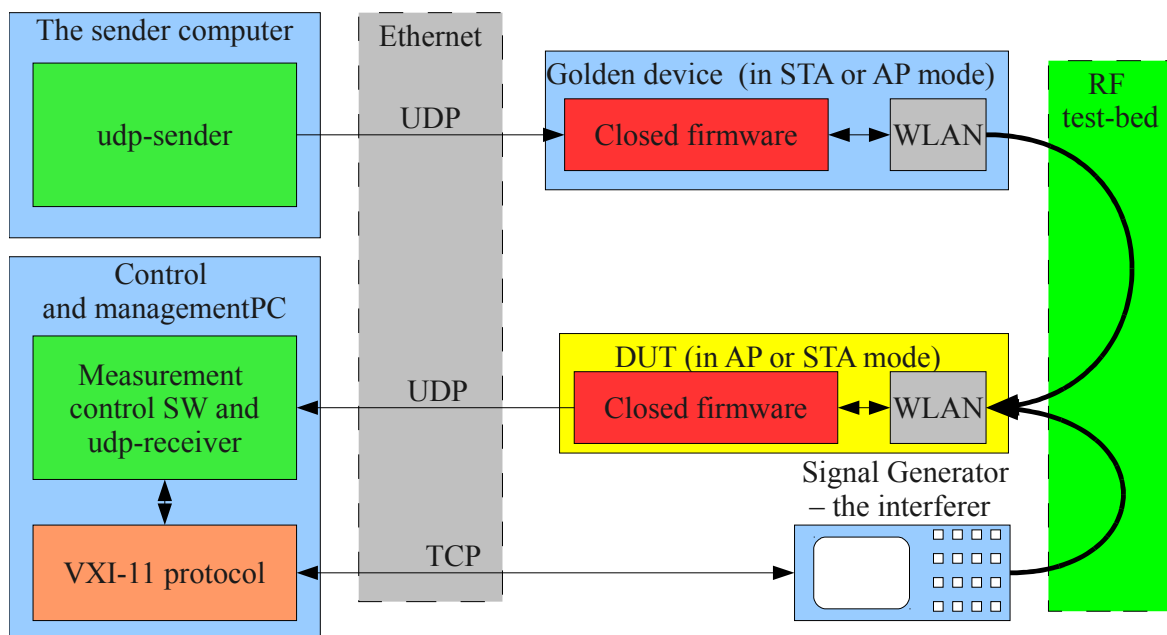 The sender computer
udp-sender
Ethernet
UDP
Golden device (in STA or AP mode)
Closed firmware
WLAN
RF
test-bed
Control
and managementPC
Measurement
control SW and
udp-receiver
UDP
DUT (in AP or STA mode)
Closed firmware
WLAN
Signal Generator
– the interferer
VXI-11 protocol
TCP